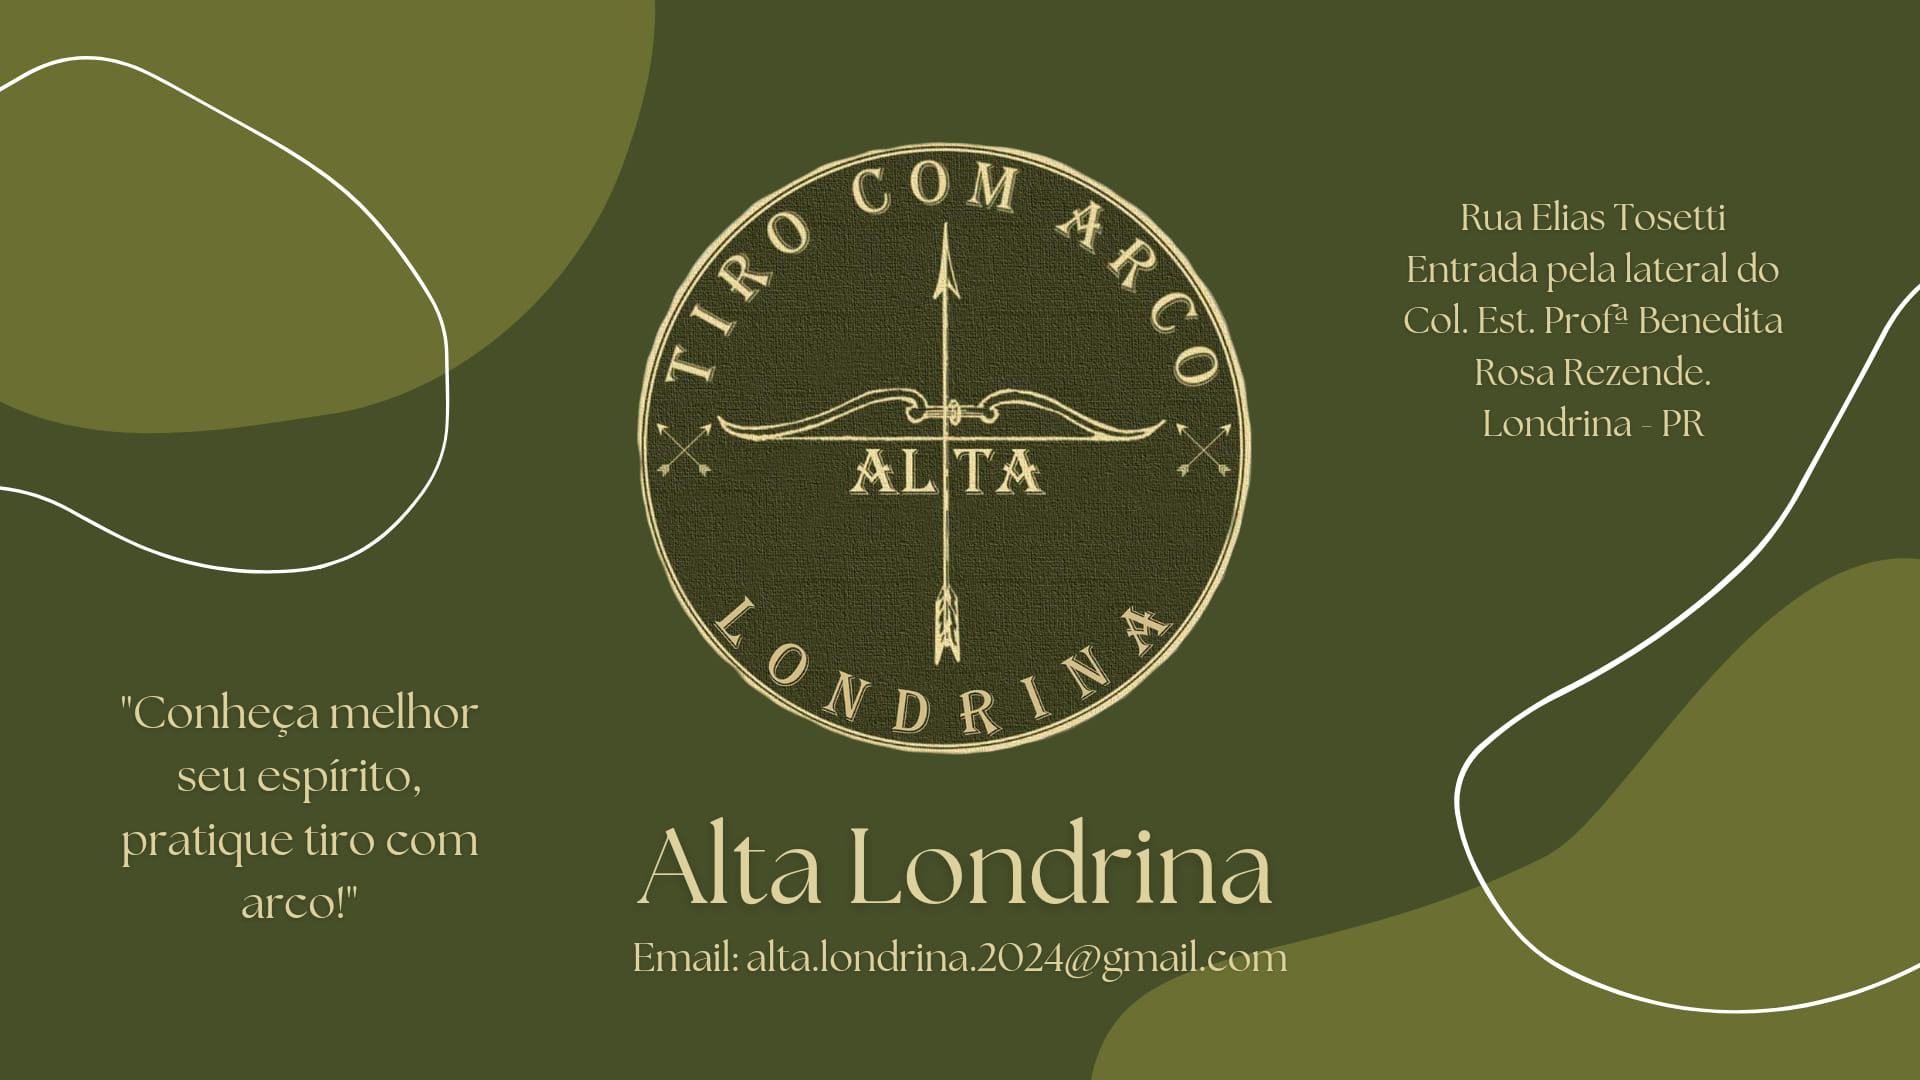 TIRO COM ARCO
ALTA
LONDRINA
Rua Elias Tosetti
Entrada pela lateral do
Col. Est. Profª Benedita
Rosa Rezende.
Londrina - PR
"Conheça melhor
seu espírito,
pratique tiro com
arco!"
Alta Londrina
Email: alta.londrina.2024@gmail.com